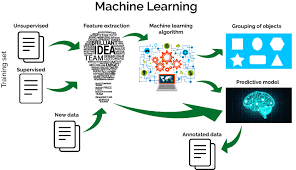 Machine Learning
Unsupervised
Feature extraction
Machine learning
algorithm
Grouping of objects
Training set
Supervised
IDEA
TEAM
Predictive model
New data
Annotated data